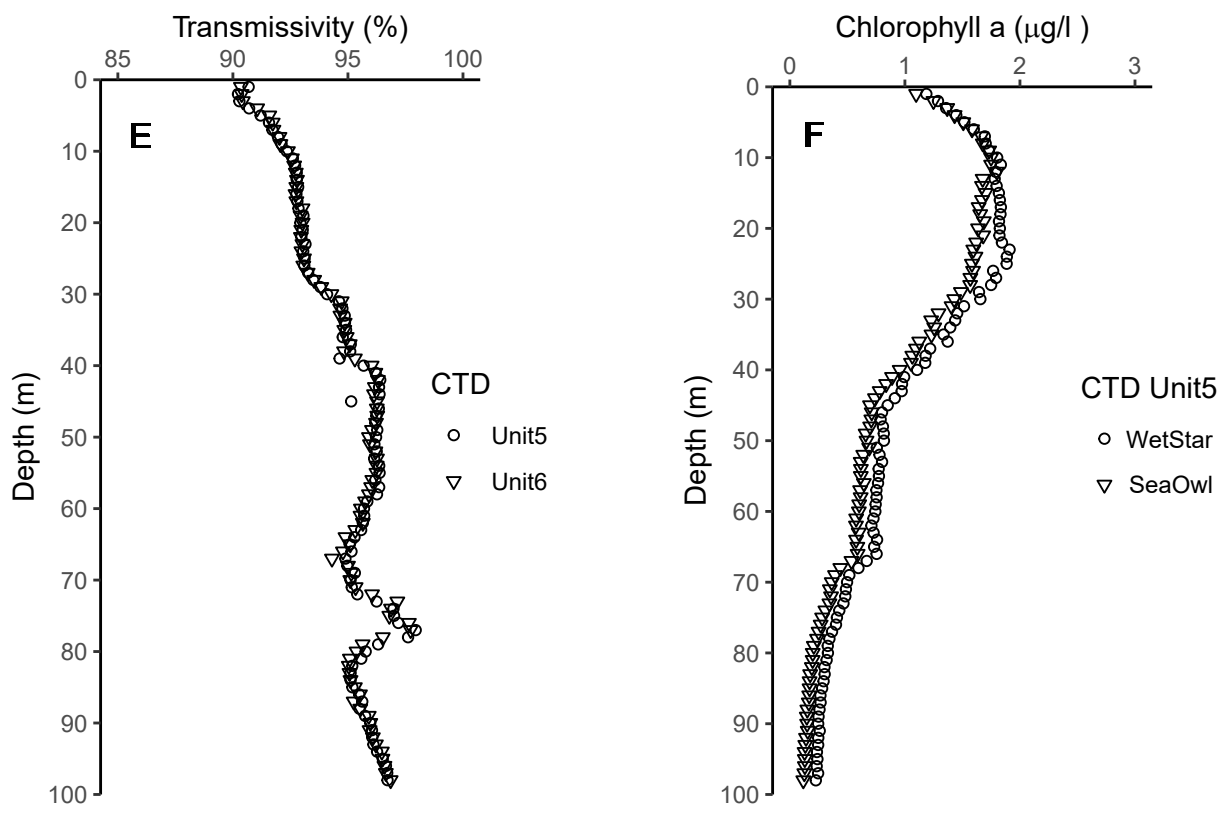 Transmissivity (%)
85 90 95 100
0
10
20
30
40
50
60
70
80
90
100
Depth (m)
E
CTD
Unit5
Unit6
Chlorophyll a (μg/l )
0 1 2 3
0
10
20
30
40
50
60
70
80
90
100
Depth (m)
F
CTD Unit5
WetStar
SeaOwl